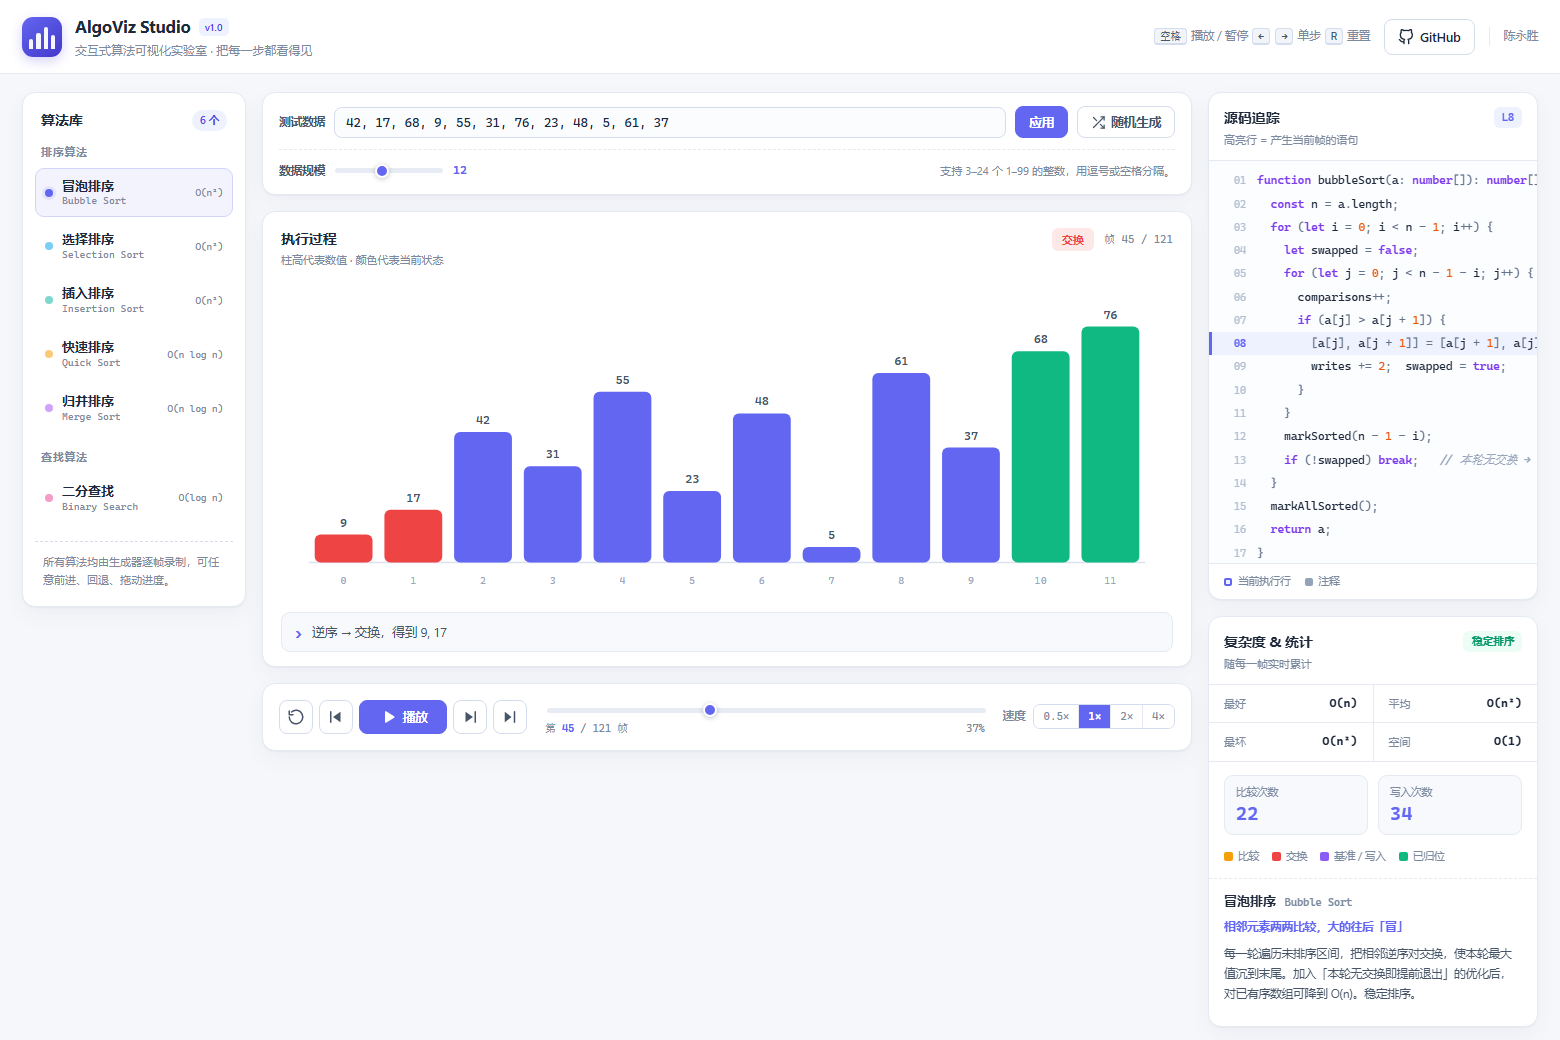 AlgoViz Studio v1.0
交互式算法可视化实验室 · 把每一步都看得见
空格 播放 / 暂停 ← → 单步 R 重置
GitHub
陈永胜
算法库 6 个
排序算法
冒泡排序 O(n²)
Bubble Sort
选择排序 O(n²)
Selection Sort
插入排序 O(n²)
Insertion Sort
快速排序 O(n log n)
Quick Sort
归并排序 O(n log n)
Merge Sort
查找算法
二分查找 O(log n)
Binary Search
所有算法均由生成器逐帧录制，可任
意前进、回退、拖动进度。
测试数据 42, 17, 68, 9, 55, 31, 76, 23, 48, 5, 61, 37 应用 随机生成
数据规模 12 支持 3–24 个 1–99 的整数，用逗号或空格分隔。
执行过程 交换 帧 45 / 121
柱高代表数值 · 颜色代表当前状态
9 17 42 31 55 23 48 5 61 37 68 76
0 1 2 3 4 5 6 7 8 9 10 11
› 逆序 → 交换，得到 9, 17
播放
第 45 / 121 帧 37%
速度 0.5× 1× 2× 4×
源码追踪 L8
高亮行 = 产生当前帧的语句
01 function bubbleSort(a: number[]): number[]
02 const n = a.length;
03 for (let i = 0; i < n − 1; i++) {
04 let swapped = false;
05 for (let j = 0; j < n − 1 − i; j++) {
06 comparisons++;
07 if (a[j] > a[j + 1]) {
08 [a[j], a[j + 1]] = [a[j + 1], a[j]
09 writes += 2; swapped = true;
10 }
11 }
12 markSorted(n − 1 − i);
13 if (!swapped) break; // 本轮无交换 →
14 }
15 markAllSorted();
16 return a;
17 }
当前执行行 注释
复杂度 & 统计 稳定排序
随每一帧实时累计
最好 O(n) 平均 O(n²)
最坏 O(n²) 空间 O(1)
比较次数 写入次数
22 34
比较 交换 基准 / 写入 已归位
冒泡排序 Bubble Sort
相邻元素两两比较，大的往后「冒」
每一轮遍历未排序区间，把相邻逆序对交换，使本轮最大
值沉到末尾。加入「本轮无交换即提前退出」的优化后，
对已有序数组可降到 O(n)。稳定排序。